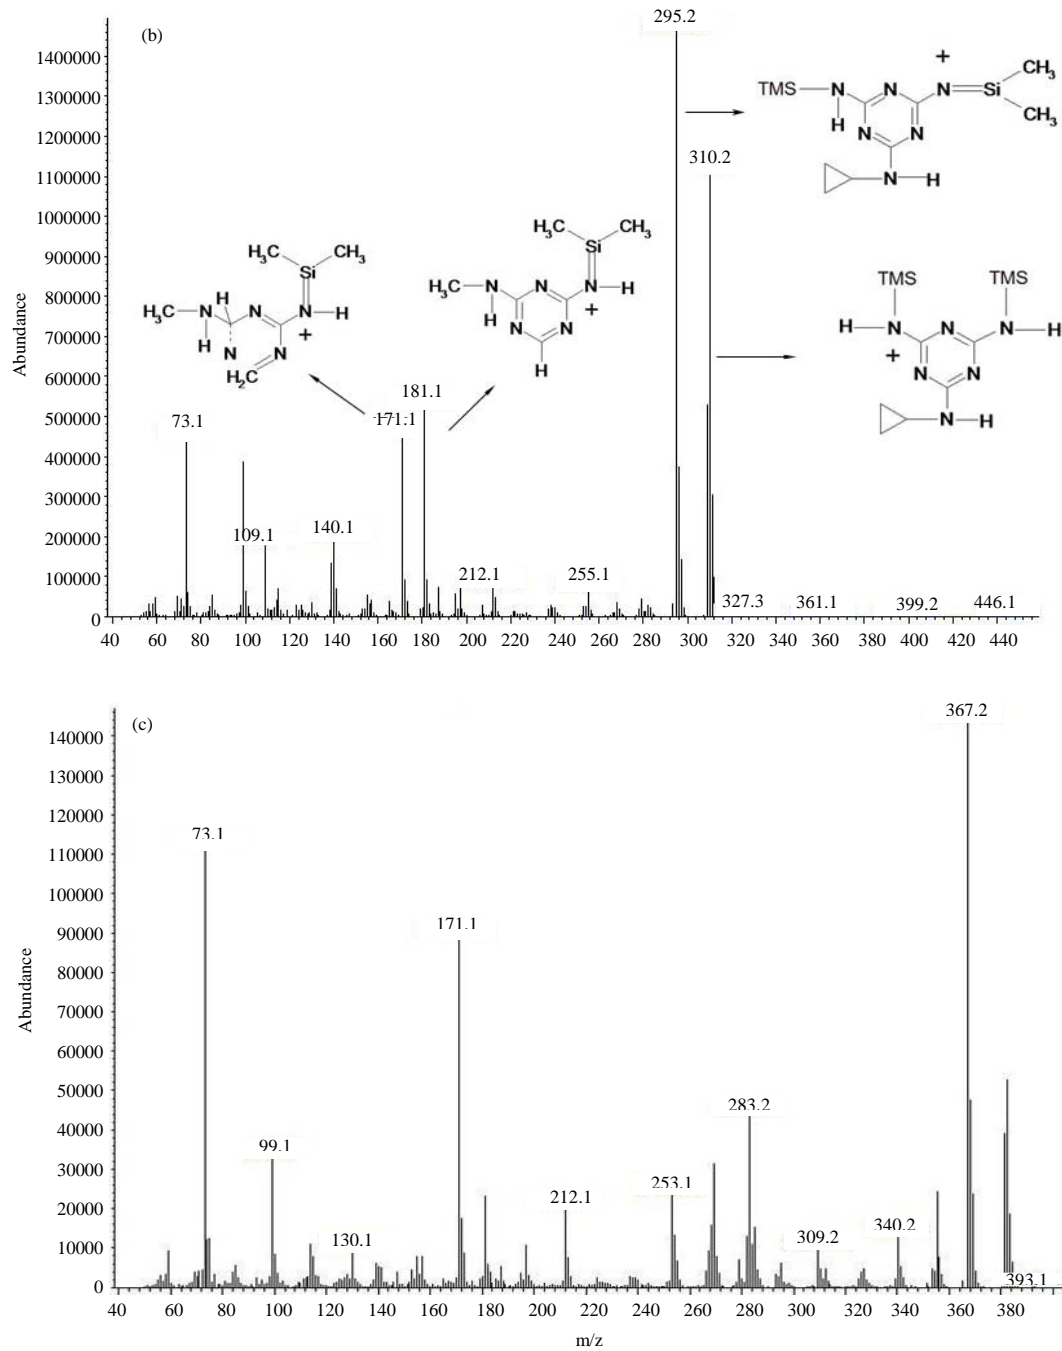 (b)
295.2
310.2
1400000
1300000
1200000
1100000
1000000
900000
800000
700000
600000
500000
400000
300000
200000
100000
0
Abundance
TMS
N
H
N
N
N
N
Si
+
CH3
CH3
N
H
TMS
TMS
H
N
N
N
H
+
N
N
N
H
H3C
CH3
Si
H
H3C
N
N
N
H
+
H
N
N
H2C
H3C
CH3
Si
H3C
N
N
N
H
H
N
N
+
H
73.1
171.1
181.1
109.1
140.1
212.1
255.1
327.3
361.1
399.2
446.1
40 60 80 100 120 140 160 180 200 220 240 260 280 300 320 340 360 380 400 420 440
(c)
367.2
140000
130000
120000
110000
100000
90000
80000
70000
60000
50000
40000
30000
20000
10000
0
Abundance
73.1
171.1
99.1
130.1
212.1
253.1
283.2
309.2
340.2
393.1
40 60 80 100 120 140 160 180 200 220 240 260 280 300 320 340 360 380
m/z